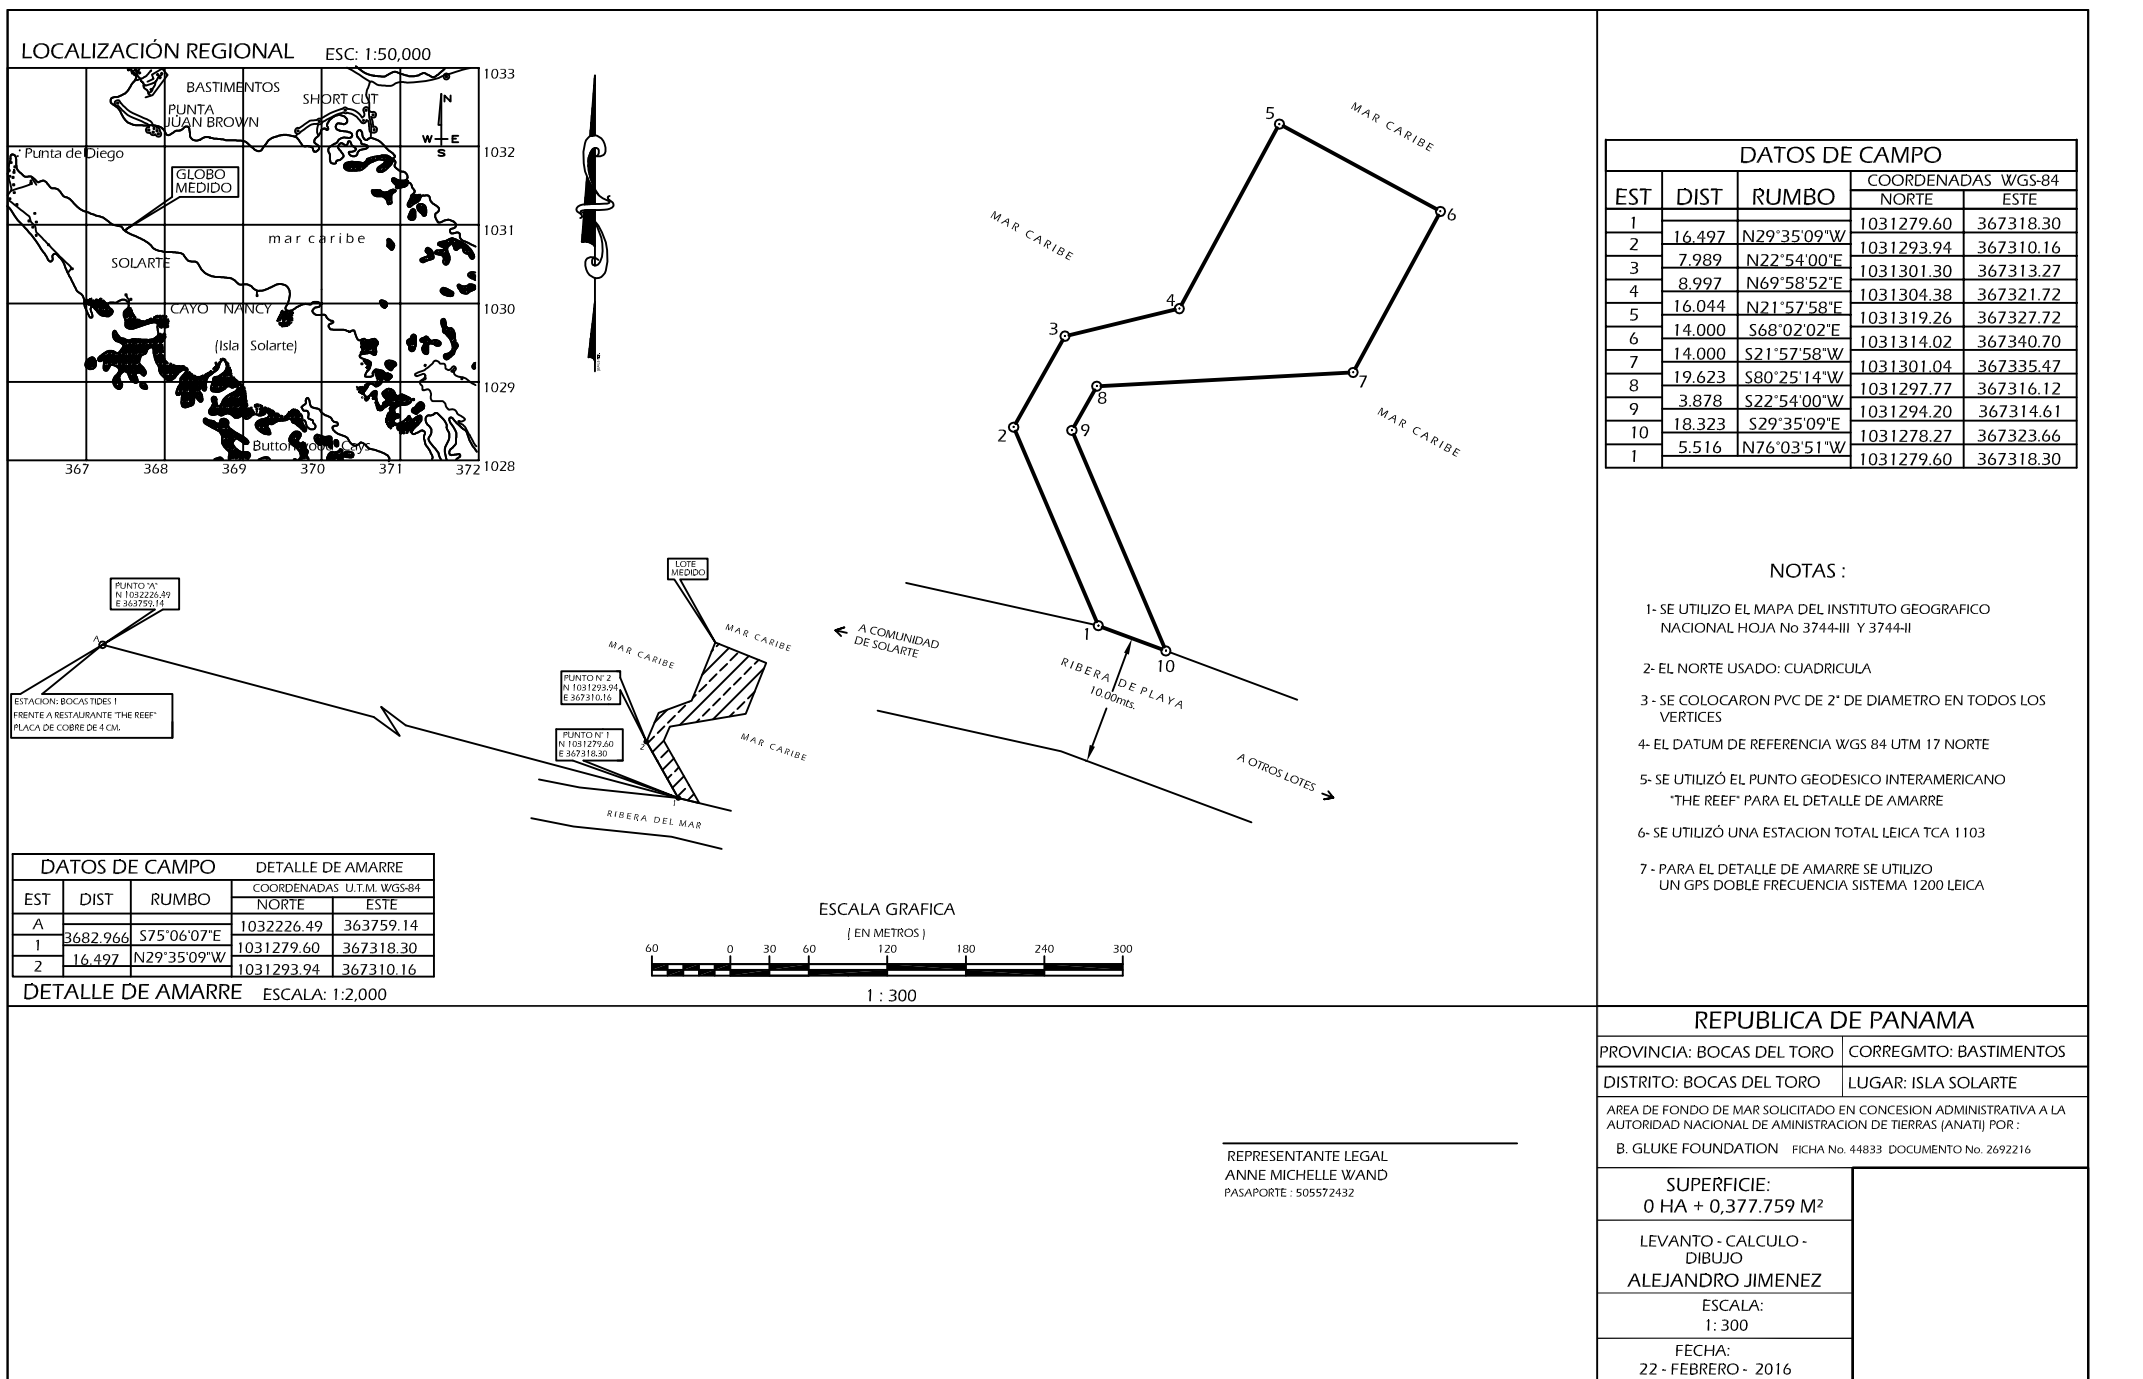 LOCALIZACIÓN REGIONAL ESC: 1:50,000
BASTIMENTOS
PUNTA
JUAN BROWN
SHORT CUT
N
W E
S
Punta de Diego
GLOBO
MEDIDO
mar caribe
SOLARTE
CAYO NANCY
(Isla Solarte)
Buttonwood Cays
1033
1032
1031
1030
1029
1028
367 368 369 370 371 372
MAR CARIBE
MAR CARIBE
MAR CARIBE
5
6
4
3
7
8
2
9
1
10
A COMUNIDAD
DE SOLARTE
RIBERA DE PLAYA
10.00mts.
A OTROS LOTES
PUNTO "A"
N 1032226.49
E 363759.14
A
ESTACION: BOCAS TIDES 1
FRENTE A RESTAURANTE "THE REEF"
PLACA DE COBRE DE 4 CM.
LOTE
MEDIDO
MAR CARIBE
MAR CARIBE
MAR CARIBE
PUNTO N° 2
N 1031293.94
E 367310.16
PUNTO N° 1
N 1031279.60
E 367318.30
2
1
RIBERA DEL MAR
DATOS DE CAMPO DETALLE DE AMARRE
EST DIST RUMBO COORDENADAS U.T.M. WGS-84
NORTE ESTE
A 1032226.49 363759.14
3682.966 S75°06'07"E
1 1031279.60 367318.30
16.497 N29°35'09"W
2 1031293.94 367310.16
DETALLE DE AMARRE ESCALA: 1:2,000
ESCALA GRAFICA
( EN METROS )
60 0 30 60 120 180 240 300
1 : 300
DATOS DE CAMPO
EST DIST RUMBO COORDENADAS WGS-84
NORTE ESTE
1 1031279.60 367318.30
16.497 N29°35'09"W
2 1031293.94 367310.16
7.989 N22°54'00"E
3 1031301.30 367313.27
8.997 N69°58'52"E
4 1031304.38 367321.72
16.044 N21°57'58"E
5 1031319.26 367327.72
14.000 S68°02'02"E
6 1031314.02 367340.70
14.000 S21°57'58"W
7 1031301.04 367335.47
19.623 S80°25'14"W
8 1031297.77 367316.12
3.878 S22°54'00"W
9 1031294.20 367314.61
18.323 S29°35'09"E
10 1031278.27 367323.66
5.516 N76°03'51"W
1 1031279.60 367318.30
NOTAS :
1- SE UTILIZO EL MAPA DEL INSTITUTO GEOGRAFICO
NACIONAL HOJA No 3744-III Y 3744-II
2- EL NORTE USADO: CUADRICULA
3 - SE COLOCARON PVC DE 2" DE DIAMETRO EN TODOS LOS
VERTICES
4- EL DATUM DE REFERENCIA WGS 84 UTM 17 NORTE
5- SE UTILIZÓ EL PUNTO GEODESICO INTERAMERICANO
"THE REEF" PARA EL DETALLE DE AMARRE
6- SE UTILIZÓ UNA ESTACION TOTAL LEICA TCA 1103
7 - PARA EL DETALLE DE AMARRE SE UTILIZO
UN GPS DOBLE FRECUENCIA SISTEMA 1200 LEICA
REPUBLICA DE PANAMA
PROVINCIA: BOCAS DEL TORO CORREGMTO: BASTIMENTOS
DISTRITO: BOCAS DEL TORO LUGAR: ISLA SOLARTE
AREA DE FONDO DE MAR SOLICITADO EN CONCESION ADMINISTRATIVA A LA
AUTORIDAD NACIONAL DE AMINISTRACION DE TIERRAS (ANATI) POR :
B. GLUKE FOUNDATION FICHA No. 44833 DOCUMENTO No. 2692216
SUPERFICIE:
0 HA + 0,377.759 M²
LEVANTO - CALCULO -
DIBUJO
ALEJANDRO JIMENEZ
ESCALA:
1: 300
FECHA:
22 - FEBRERO - 2016
REPRESENTANTE LEGAL
ANNE MICHELLE WAND
PASAPORTE : 505572432